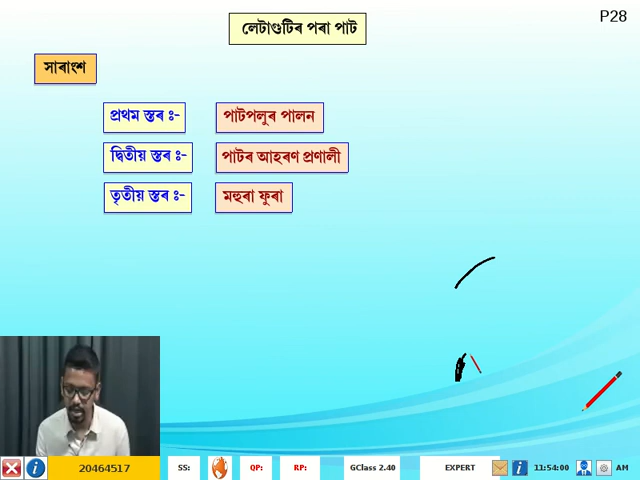 P28
লেটাগুটিৰ পৰা পাট
সাৰাংশ
প্ৰথম স্তৰ ঃ- পাটপলুৰ পালন
দ্বিতীয় স্তৰ ঃ- পাটৰ আহৰণ প্ৰণালী
তৃতীয় স্তৰ ঃ- মহুৰা ফুৰা
20464517 SS: QP: RP: GClass 2.40 EXPERT 11:54:00 AM